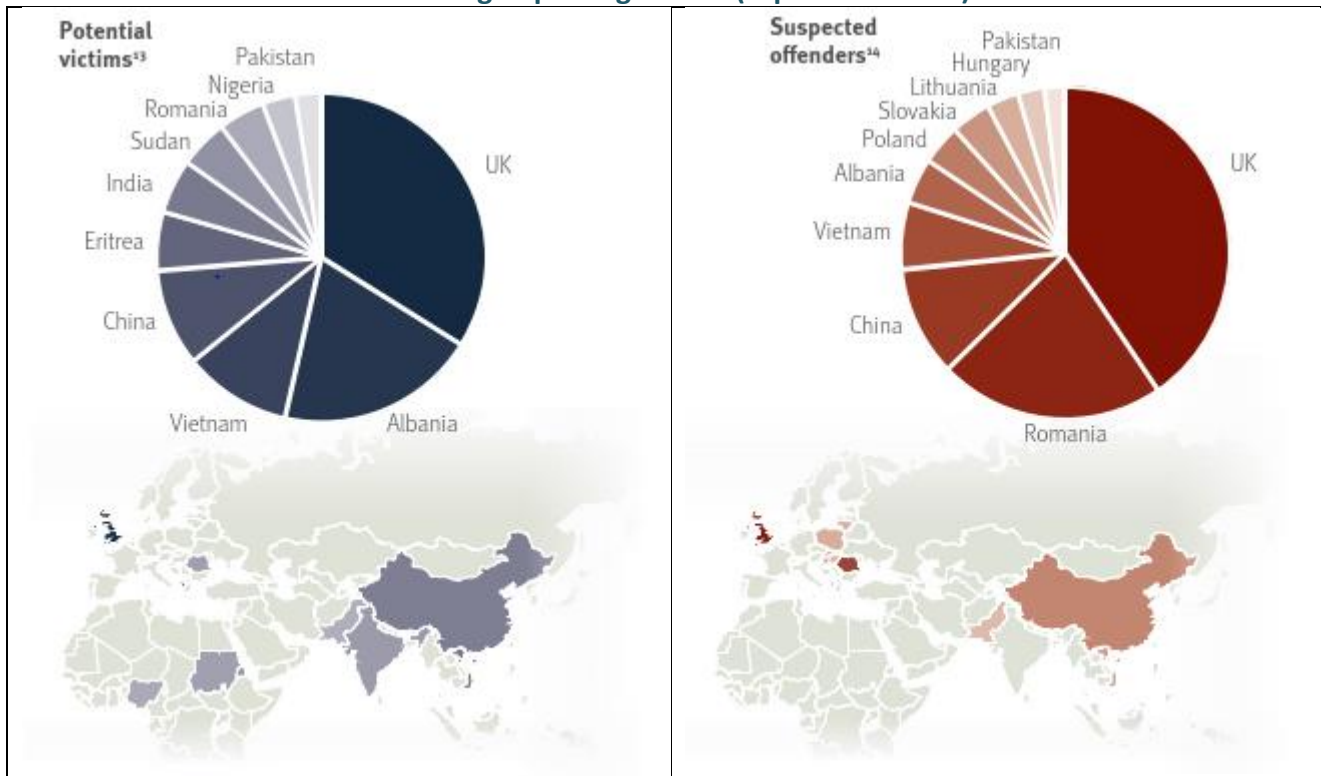 Potential
victims¹³
Pakistan
Nigeria
Romania
Sudan
India
Eritrea
China
Vietnam
Albania
UK
Suspected
offenders¹⁴
Pakistan
Hungary
Lithuania
Slovakia
Poland
Albania
Vietnam
China
Romania
UK